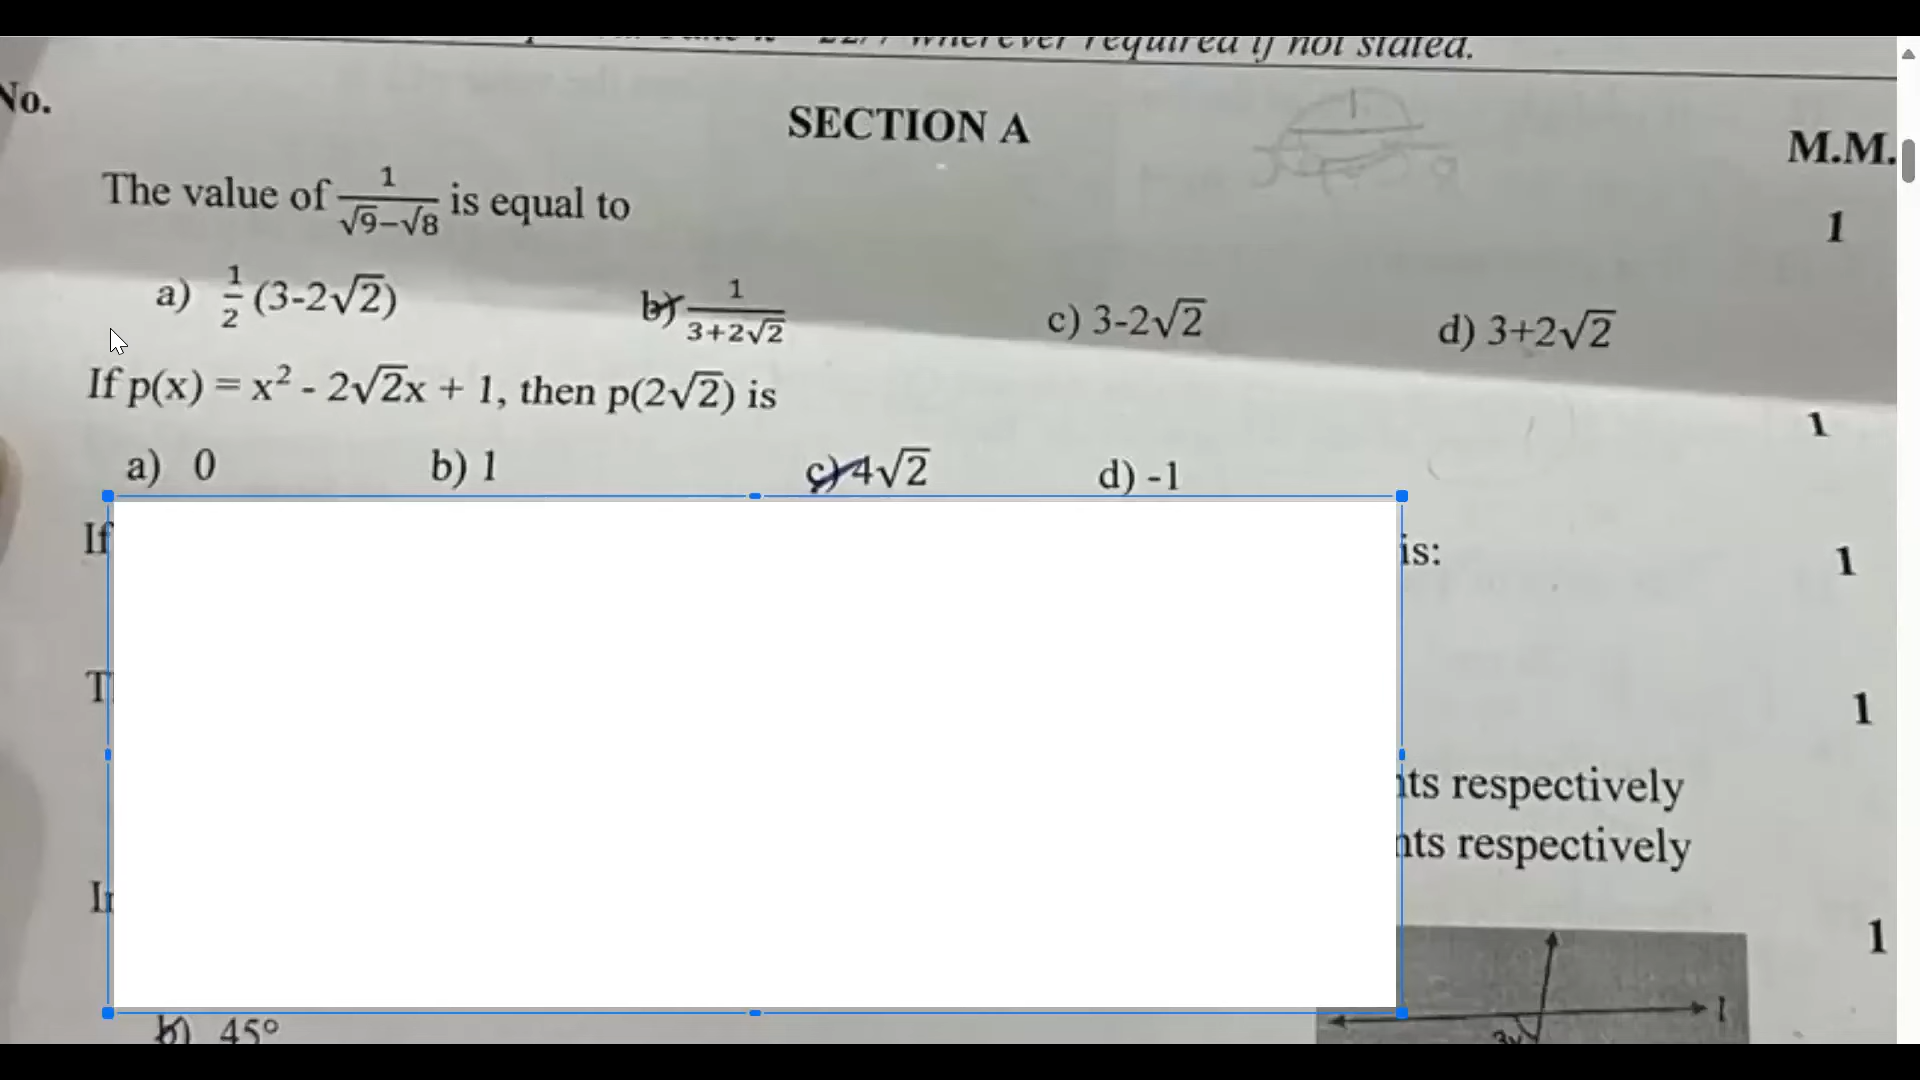 wherever required if not stated.
No.
SECTION A
M.M.
The value of 1/(√9−√8) is equal to
1
a) 1/2 (3-2√2) b) 1/(3+2√2) c) 3-2√2 d) 3+2√2
If p(x) = x² - 2√2x + 1, then p(2√2) is
1
a) 0 b) 1 c) 4√2 d) -1
If is:
1
1
nts respectively
nts respectively
In
1
l
b) 45°